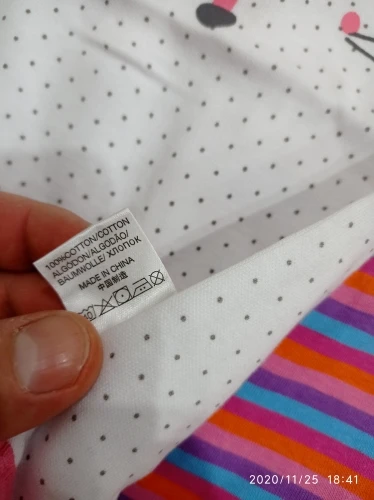 100%COTTON/COTTON
ALGODON/ALGODÃO/
BAUMWOLLE/ хлопок
MADE IN CHINA
中国制造
2020/11/25 18:41